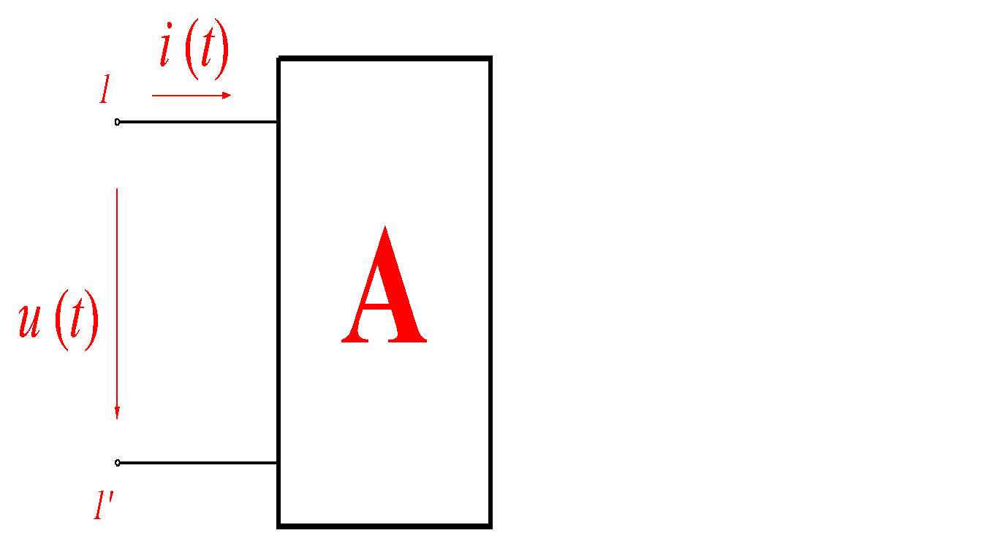 i (t)
1
A
u (t)
1'